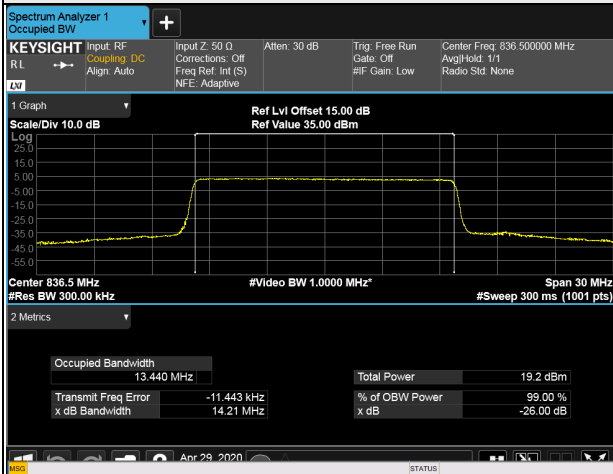 Spectrum Analyzer 1
Occupied BW
KEYSIGHT
RL
LXI
Input: RF
Coupling: DC
Align: Auto
Input Z: 50 Ω
Corrections: Off
Freq Ref: Int (S)
NFE: Adaptive
Atten: 30 dB
Trig: Free Run
Gate: Off
#IF Gain: Low
Center Freq: 836.500000 MHz
Avg|Hold: 1/1
Radio Std: None
1 Graph
Scale/Div 10.0 dB
Ref Lvl Offset 15.00 dB
Ref Value 35.00 dBm
Log
25.0
15.0
5.00
-5.00
-15.0
-25.0
-35.0
-45.0
-55.0
Center 836.5 MHz
#Video BW 1.0000 MHz*
Span 30 MHz
#Res BW 300.00 kHz
#Sweep 300 ms (1001 pts)
2 Metrics
Occupied Bandwidth
13.440 MHz
Total Power 19.2 dBm
Transmit Freq Error -11.443 kHz
% of OBW Power 99.00 %
x dB Bandwidth 14.21 MHz
x dB -26.00 dB
Apr 29, 2020
MSG
STATUS